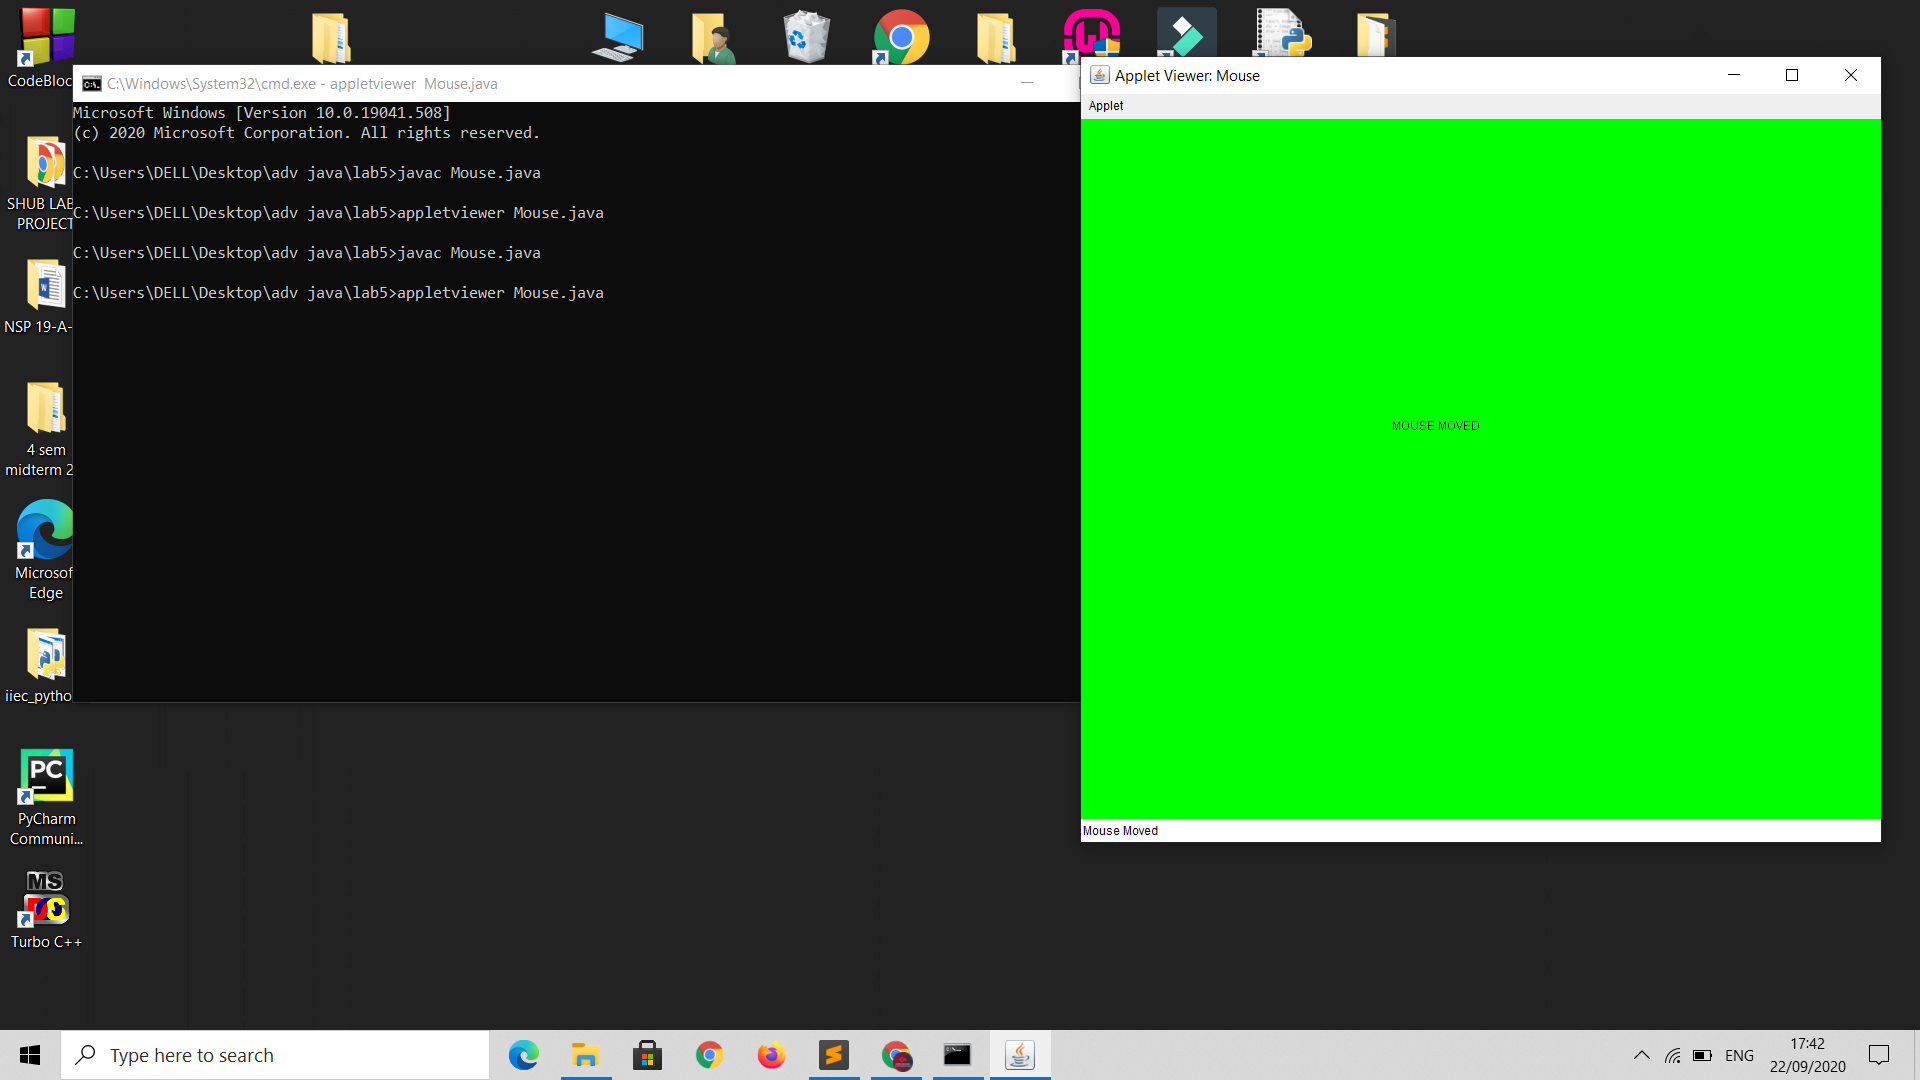 CodeBloc
SHUB LAB
PROJECT
NSP 19-A-
4 sem
midterm 2
Microsof
Edge
iiec_pytho
PC
PyCharm
Communi...
MS
Turbo C++
C:\Windows\System32\cmd.exe - appletviewer  Mouse.java
Microsoft Windows [Version 10.0.19041.508]
(c) 2020 Microsoft Corporation. All rights reserved.
C:\Users\DELL\Desktop\adv java\lab5>javac Mouse.java
C:\Users\DELL\Desktop\adv java\lab5>appletviewer Mouse.java
C:\Users\DELL\Desktop\adv java\lab5>javac Mouse.java
C:\Users\DELL\Desktop\adv java\lab5>appletviewer Mouse.java
Applet Viewer: Mouse
Applet
MOUSE MOVED
Mouse Moved
Type here to search
ENG
17:42
22/09/2020